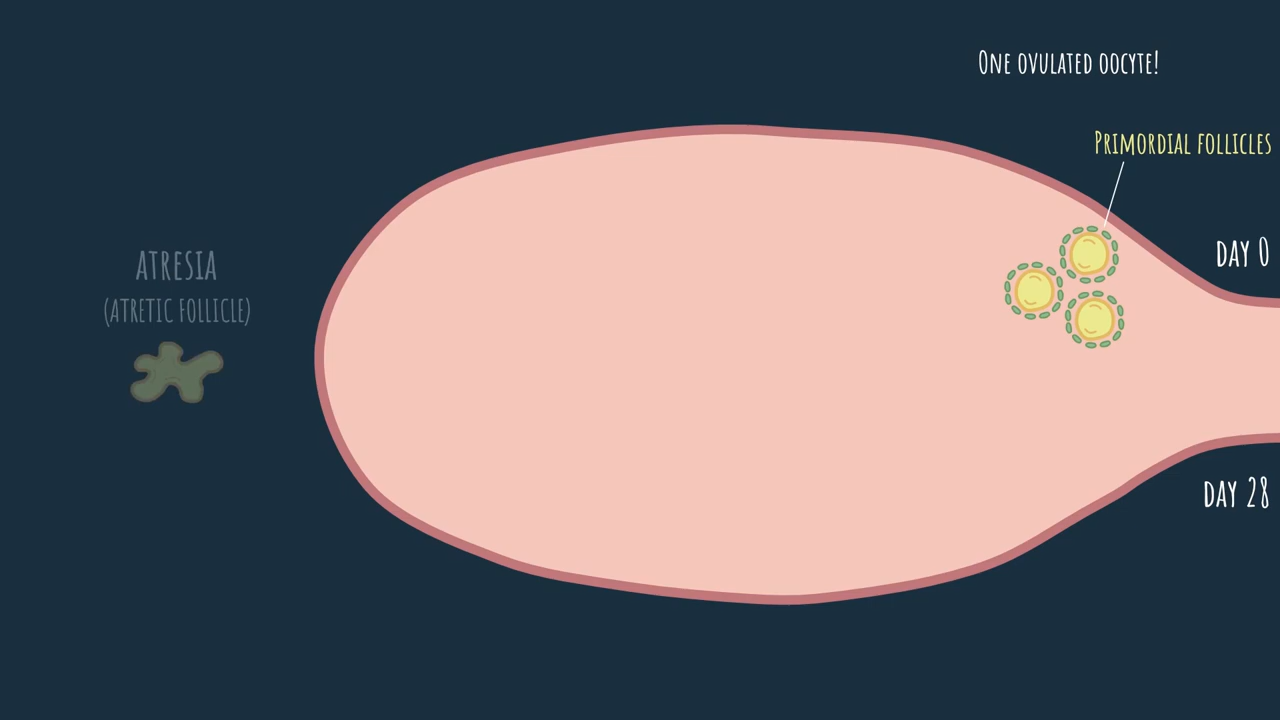 One ovulated oocyte!
Primordial follicles
Day 0
Atresia
(Atretic follicle)
Day 28